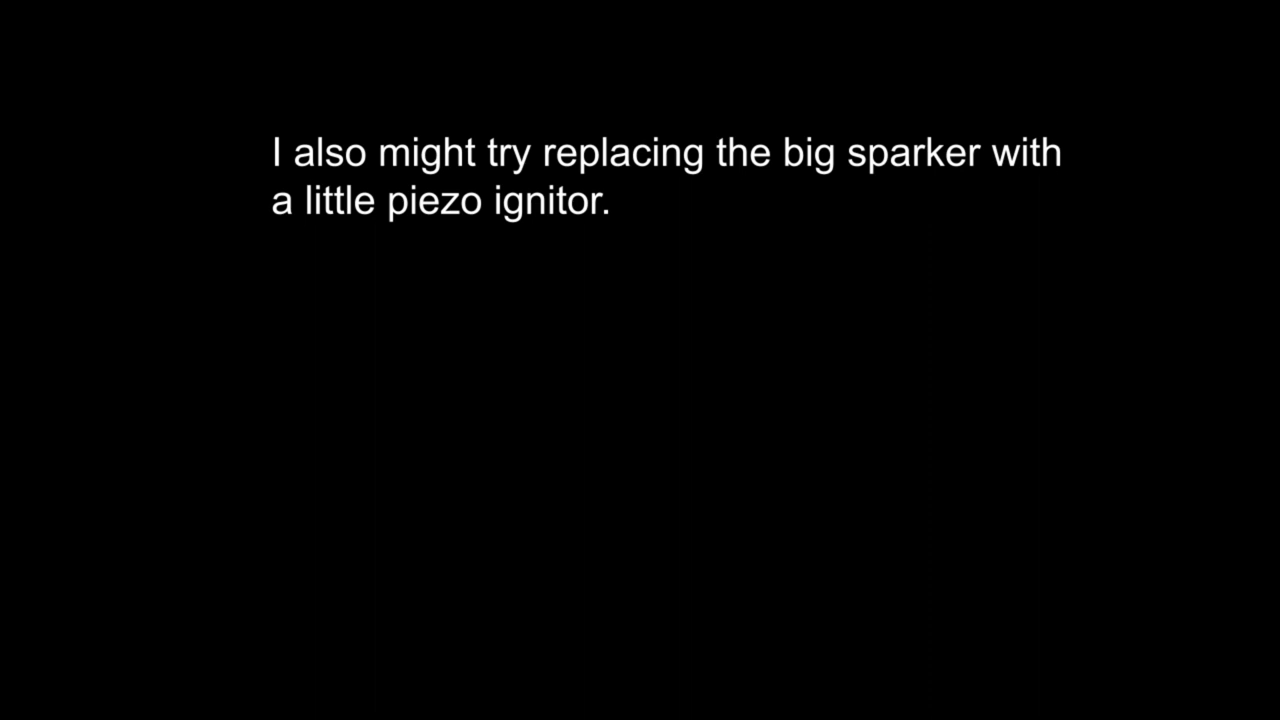 I also might try replacing the big sparker with
a little piezo ignitor.